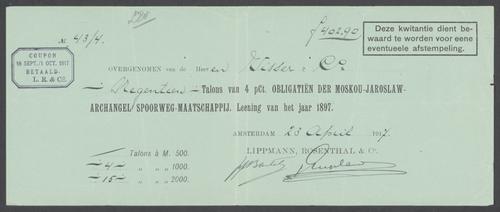 № 43/4.
ƒ 402.90
Deze kwitantie dient be-
waard te worden voor eene
eventueele afstempeling.
COUPON
18 SEPT./1 OCT. 1917
BETAALD.
L. R. & Co.
OVERGENOMEN van de Heeren Visser & Co
— Negentien — Talons van 4 pCt. OBLIGATIËN DER MOSKOU-JAROSLAW-
ARCHANGEL SPOORWEG-MAATSCHAPPIJ. Leening van het jaar 1897.
AMSTERDAM 23 April 1917.
LIPPMANN, ROSENTHAL & Co.
Talons à M. 500.
— 4 — „ „ „ 1000.
— 15 — „ „ „ 2000.